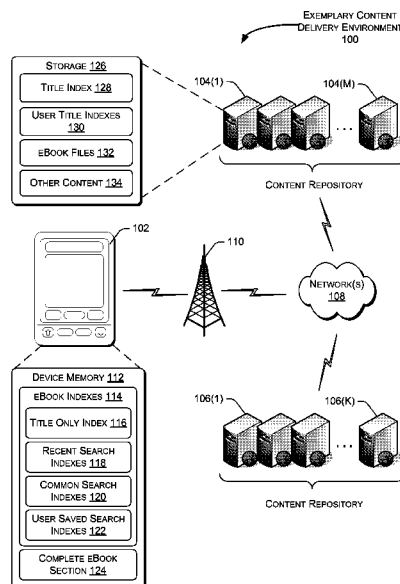 EXEMPLARY CONTENT
DELIVERY ENVIRONMENT
100
STORAGE 126
TITLE INDEX 128
USER TITLE INDEXES
130
EBOOK FILES 132
OTHER CONTENT 134
104(1)
104(M)
...
CONTENT REPOSITORY
102
110
NETWORK(S)
108
DEVICE MEMORY 112
EBOOK INDEXES 114
TITLE ONLY INDEX 116
RECENT SEARCH
INDEXES 118
COMMON SEARCH
INDEXES 120
USER SAVED SEARCH
INDEXES 122
COMPLETE EBOOK
SECTION 124
106(1)
106(K)
...
CONTENT REPOSITORY